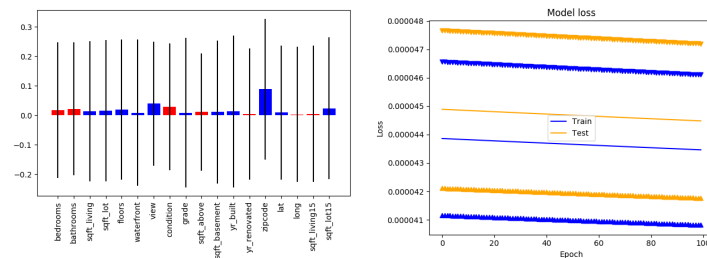 0.3
0.2
0.1
0.0
−0.1
−0.2
bedrooms
bathrooms
sqft_living
sqft_lot
floors
waterfront
view
condition
grade
sqft_above
sqft_basement
yr_built
yr_renovated
zipcode
lat
long
sqft_living15
sqft_lot15
Model loss
0.000048
0.000047
0.000046
0.000045
0.000044
0.000043
0.000042
0.000041
Loss
Train
Test
0 20 40 60 80 100
Epoch